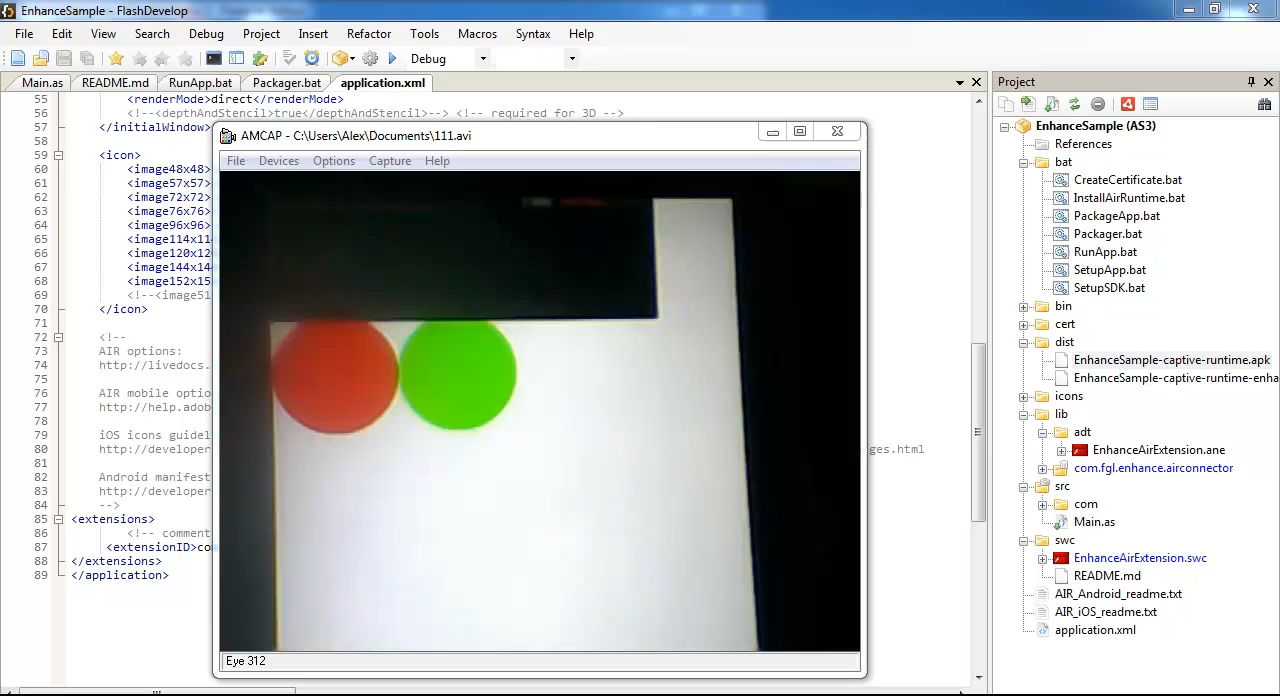 EnhanceSample - FlashDevelop
File Edit View Search Debug Project Insert Refactor Tools Macros Syntax Help
Debug
Main.as README.md RunApp.bat Packager.bat application.xml
55 <renderMode>direct</renderMode>
56 <!--<depthAndStencil>true</depthAndStencil>--> <!-- required for 3D -->
57 </initialWindow>
58
59 <icon>
60 <image48x48>
61 <image57x57>
62 <image72x72>
63 <image76x76>
64 <image96x96>
65 <image114x11
66 <image120x12
67 <image144x14
68 <image152x15
69 <!--<image51
70 </icon>
71
72 <!--
73 AIR options:
74 http://livedocs.
75
76 AIR mobile optio
77 http://help.adob
78
79 iOS icons guidel
80 http://developer ges.html
81
82 Android manifest
83 http://developer
84 -->
85 <extensions>
86 <!-- comment
87 <extensionID>co
88 </extensions>
89 </application>
AMCAP - C:\Users\Alex\Documents\111.avi
File Devices Options Capture Help
Eye 312
Project
EnhanceSample (AS3)
References
bat
CreateCertificate.bat
InstallAirRuntime.bat
PackageApp.bat
Packager.bat
RunApp.bat
SetupApp.bat
SetupSDK.bat
bin
cert
dist
EnhanceSample-captive-runtime.apk
EnhanceSample-captive-runtime-enha
icons
lib
adt
EnhanceAirExtension.ane
com.fgl.enhance.airconnector
src
com
Main.as
swc
EnhanceAirExtension.swc
README.md
AIR_Android_readme.txt
AIR_iOS_readme.txt
application.xml